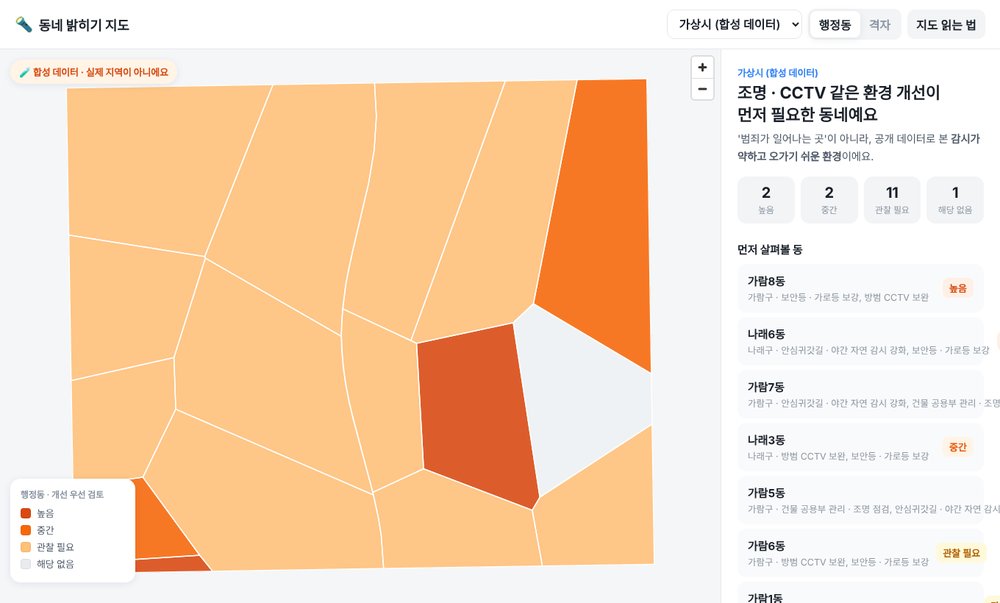 🔦 동네 밝히기 지도
가상시 (합성 데이터)
행정동
격자
지도 읽는 법
🧪 합성 데이터 · 실제 지역이 아니에요
+
−
행정동 · 개선 우선 검토
높음
중간
관찰 필요
해당 없음
가상시 (합성 데이터)
조명 · CCTV 같은 환경 개선이
먼저 필요한 동네예요
'범죄가 일어나는 곳'이 아니라, 공개 데이터로 본 감시가
약하고 오가기 쉬운 환경이에요.
2
높음
2
중간
11
관찰 필요
1
해당 없음
먼저 살펴볼 동
가람8동
가람구 · 보안등 · 가로등 보강, 방범 CCTV 보완
높음
나래6동
나래구 · 안심귀갓길 · 야간 자연 감시 강화, 보안등 · 가로등 보강
가람7동
가람구 · 안심귀갓길 · 야간 자연 감시 강화, 건물 공용부 관리 · 조명
나래3동
나래구 · 방범 CCTV 보완, 보안등 · 가로등 보강
중간
가람5동
가람구 · 건물 공용부 관리 · 조명 점검, 안심귀갓길 · 야간 자연 감시
가람6동
가람구 · 방범 CCTV 보완, 보안등 · 가로등 보강
관찰 필요
가람1동